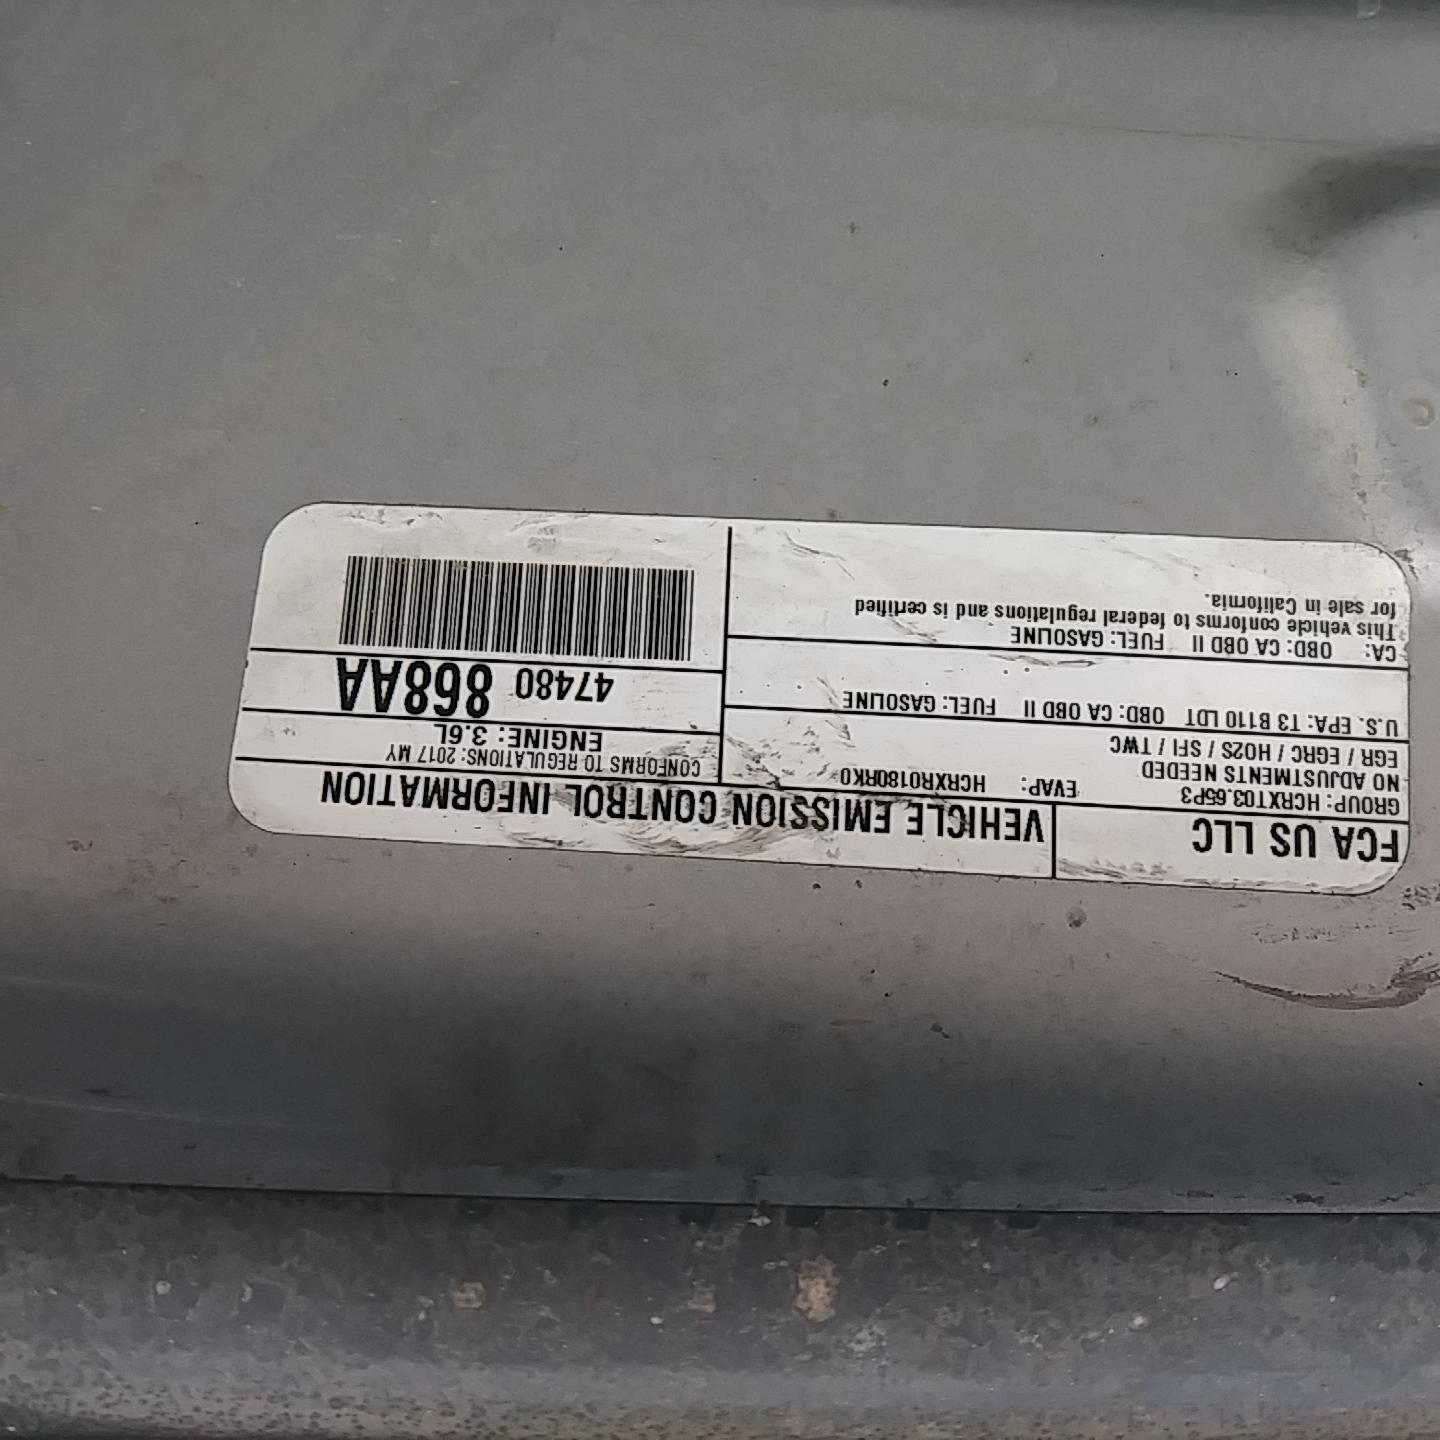 FCA US LLC
VEHICLE EMISSION CONTROL INFORMATION
GROUP: HCRXT03.65P3
EVAP: HCRXR0180RK0
NO ADJUSTMENTS NEEDED
EGR / EGRC / HO2S / SFI / TWC
U.S. EPA: T3 B110 LDT OBD: CA OBD II FUEL: GASOLINE
CA: OBD: CA OBD II FUEL: GASOLINE
This vehicle conforms to federal regulations and is certified
for sale in California.
CONFORMS TO REGULATIONS: 2017 MY
ENGINE: 3.6L
47480 868AA